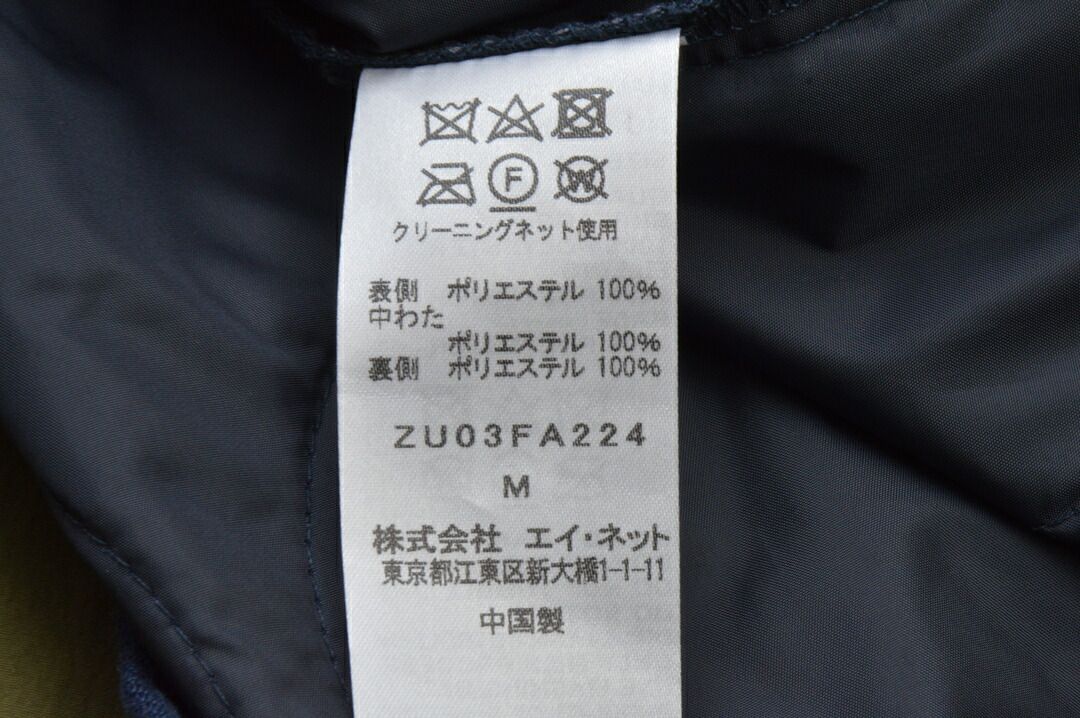 F W
クリーニングネット使用
表側 ポリエステル 100%
中わた
ポリエステル 100%
裏側 ポリエステル 100%
ZU03FA224
M
株式会社 エイ・ネット
東京都江東区新大橋1-1-11
中国製